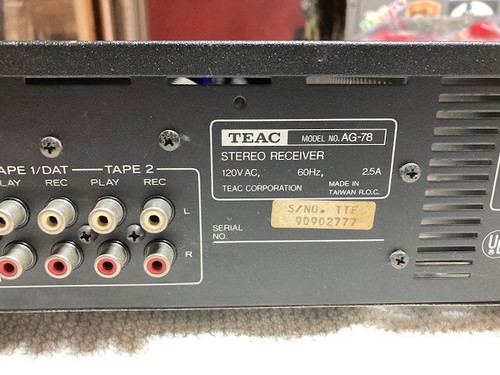 TEAC MODEL NO. AG-78
STEREO RECEIVER
120V AC, 60Hz, 2.5A
TEAC CORPORATION MADE IN TAIWAN R.O.C.
TAPE 1/DAT TAPE 2
PLAY REC PLAY REC
L
R
S/NO. TTF
90902777
SERIAL
NO.